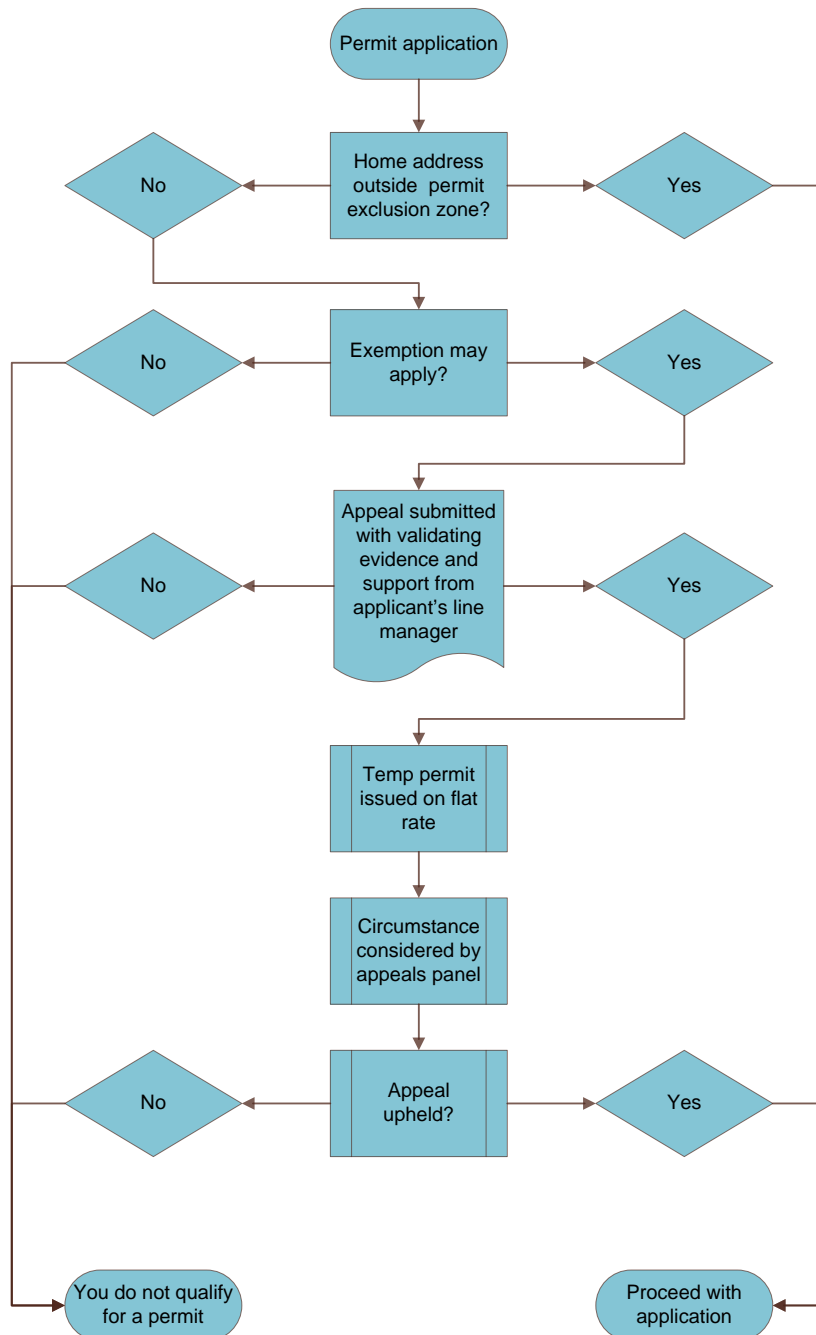 Permit application
Home address
outside permit
exclusion zone?
No
Yes
Exemption may
apply?
No
Yes
Appeal submitted
with validating
evidence and
support from
applicant’s line
manager
No
Yes
Temp permit
issued on flat
rate
Circumstance
considered by
appeals panel
Appeal
upheld?
No
Yes
You do not qualify
for a permit
Proceed with
application